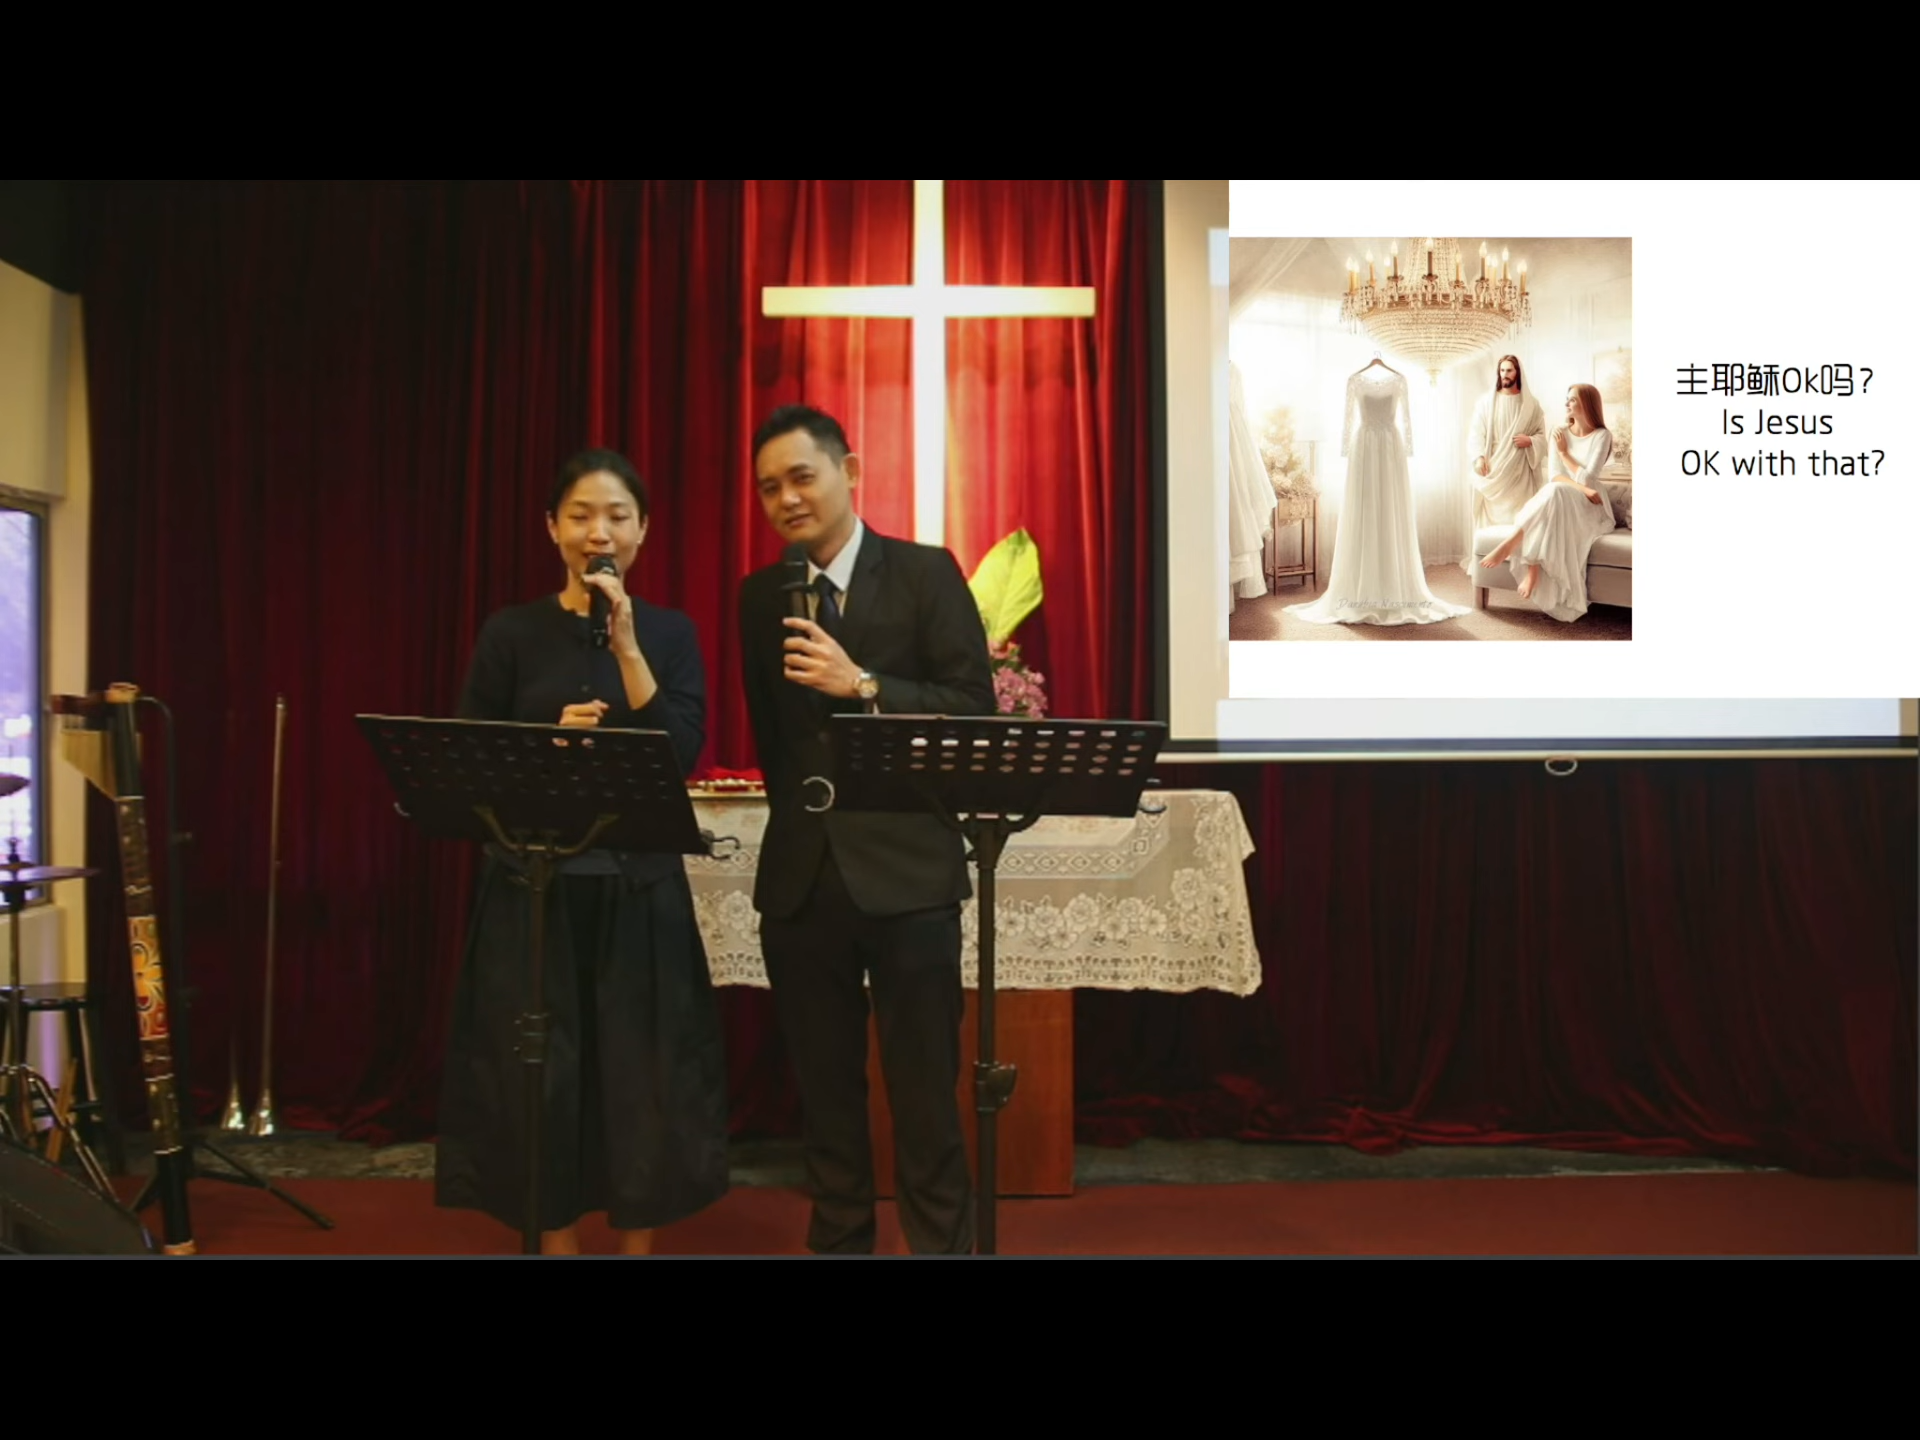 主耶稣Ok吗?
Is Jesus
OK with that?